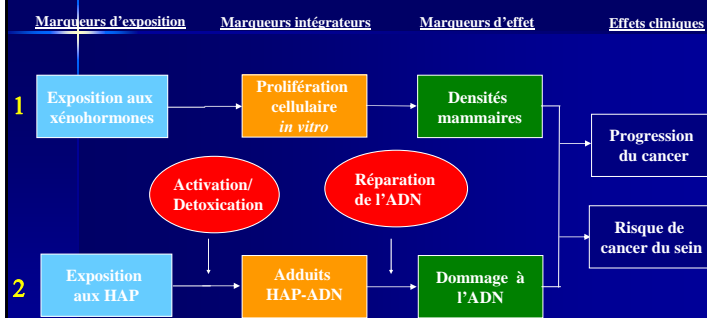 Marqueurs d'exposition
Marqueurs intégrateurs
Marqueurs d'effet
Effets cliniques
1
Exposition aux
xénohormones
Prolifération
cellulaire
in vitro
Densités
mammaires
Progression
du cancer
Activation/
Detoxication
Réparation
de l'ADN
Risque de
cancer du sein
2
Exposition
aux HAP
Adduits
HAP-ADN
Dommage à
l'ADN